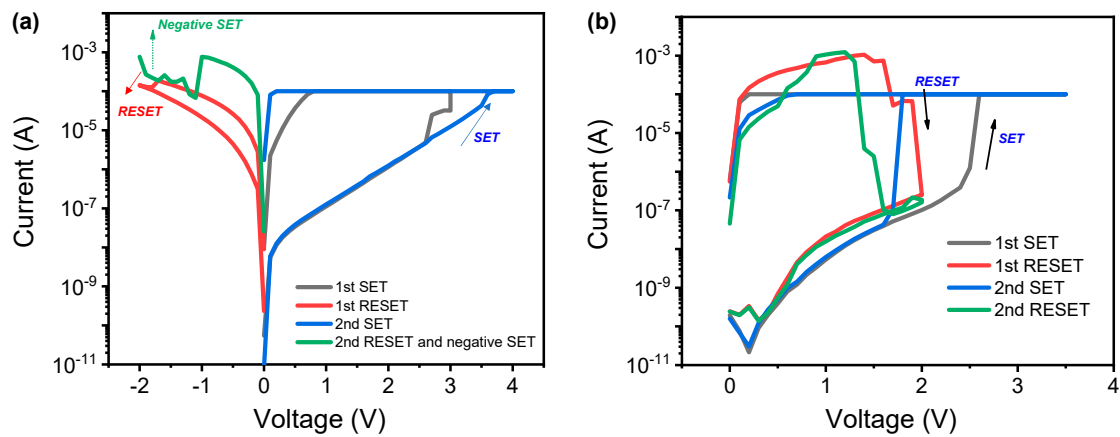 (a)
Negative SET
RESET
SET
10⁻³
10⁻⁵
10⁻⁷
10⁻⁹
10⁻¹¹
Current (A)
1st SET
1st RESET
2nd SET
2nd RESET and negative SET
-2 -1 0 1 2 3 4
Voltage (V)
(b)
RESET
SET
10⁻³
10⁻⁵
10⁻⁷
10⁻⁹
10⁻¹¹
Current (A)
1st SET
1st RESET
2nd SET
2nd RESET
0 1 2 3 4
Voltage (V)